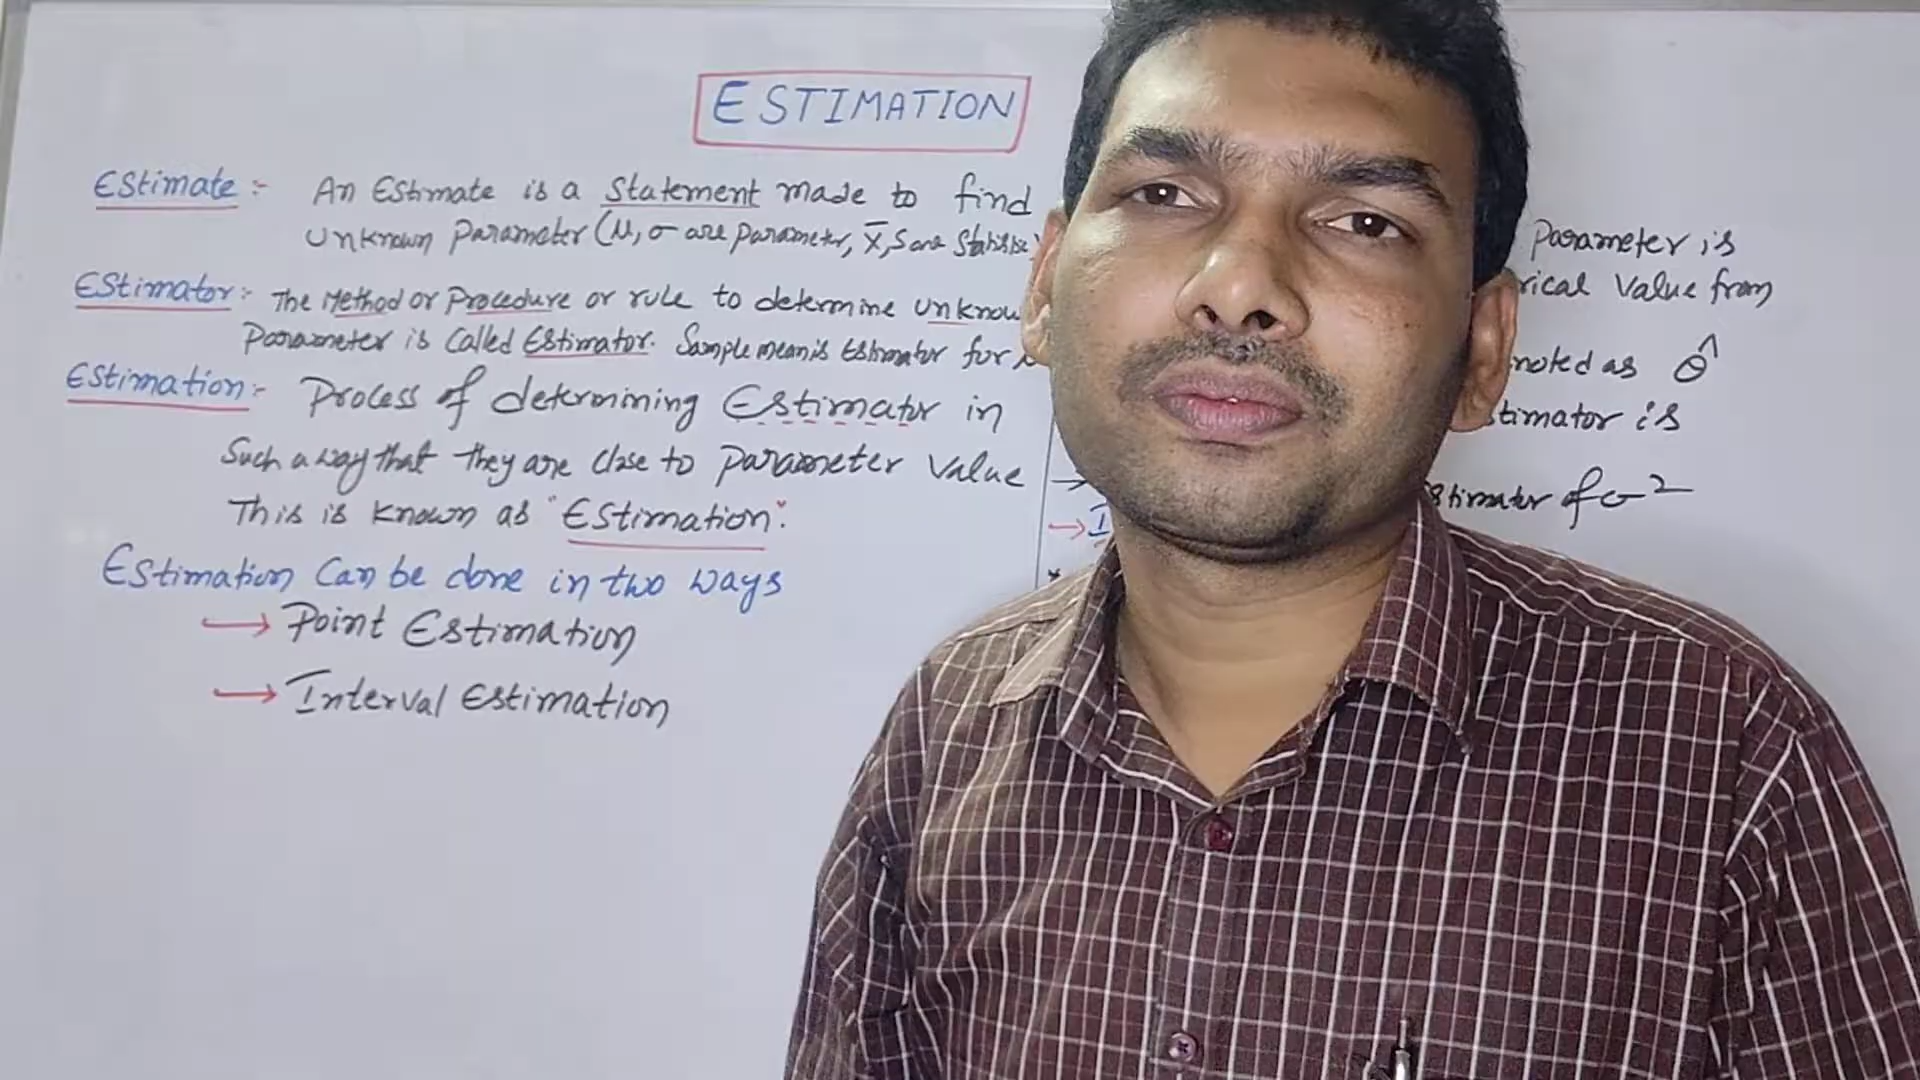 ESTIMATION
Estimate :- An Estimate is a Statement made to find
unknown Parameter (μ, σ are parameter, x̄, S are
Estimator :- The Method or Procedure or rule to determine unknow
Parameter is Called Estimator. Sample mean is Estimator for
Estimation :- Process of determining Estimator in
Such a way that they are close to parameter value
This is known as "Estimation".
Estimation Can be done in two ways
→ Point Estimation
→ Interval Estimation
Parameter is
rical Value from
noted as θ̂
stimator is
stimator of σ²